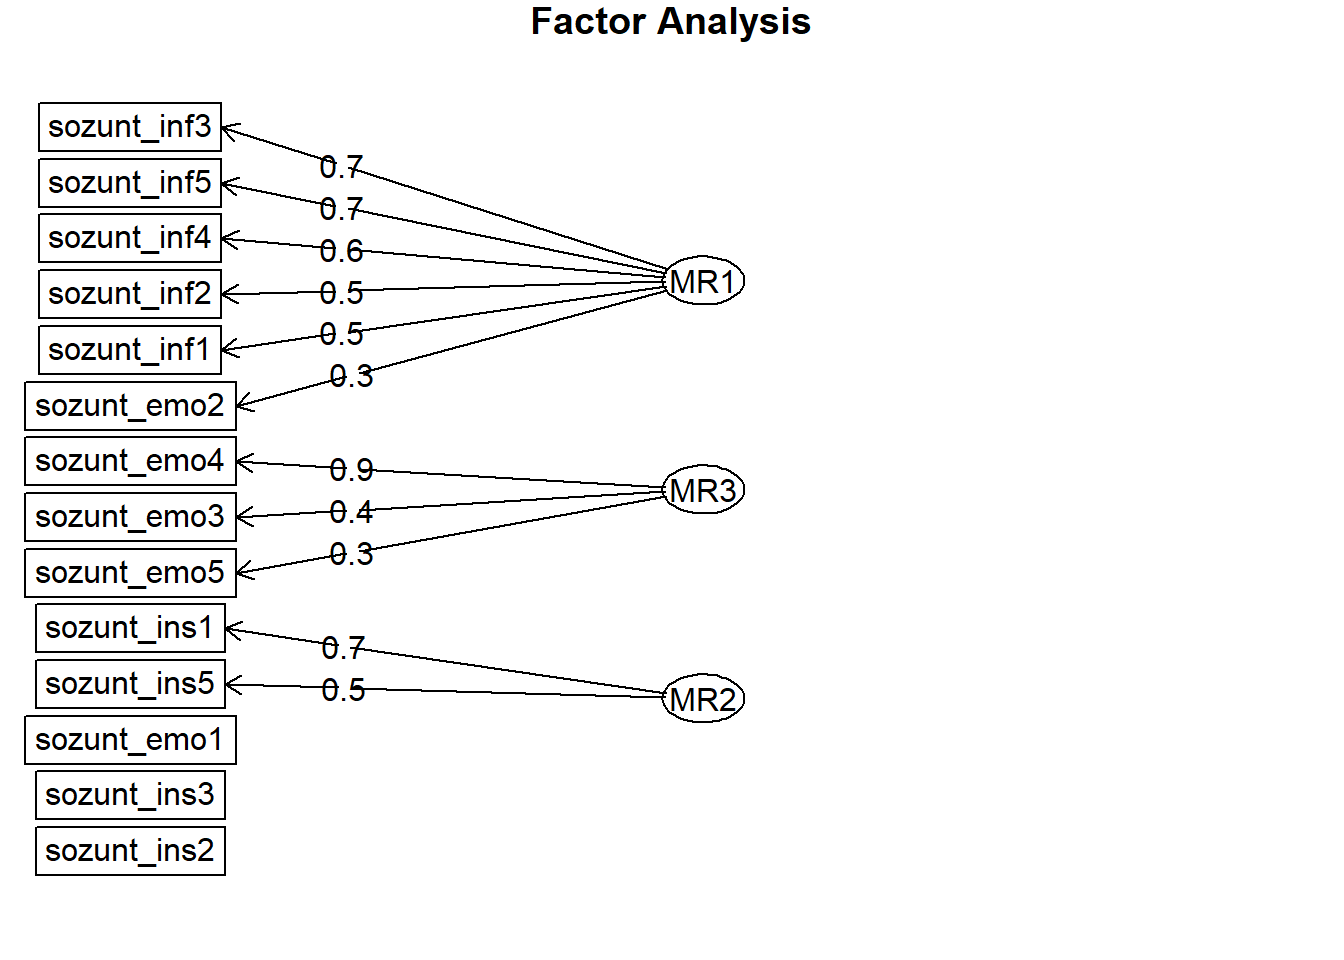 Factor Analysis
sozunt_inf3
0.7
sozunt_inf5
0.7
sozunt_inf4
0.6
sozunt_inf2
0.5
MR1
sozunt_inf1
0.5
sozunt_emo2
0.3
sozunt_emo4
0.9
sozunt_emo3
0.4
MR3
sozunt_emo5
0.3
sozunt_ins1
0.7
sozunt_ins5
0.5
MR2
sozunt_emo1
sozunt_ins3
sozunt_ins2